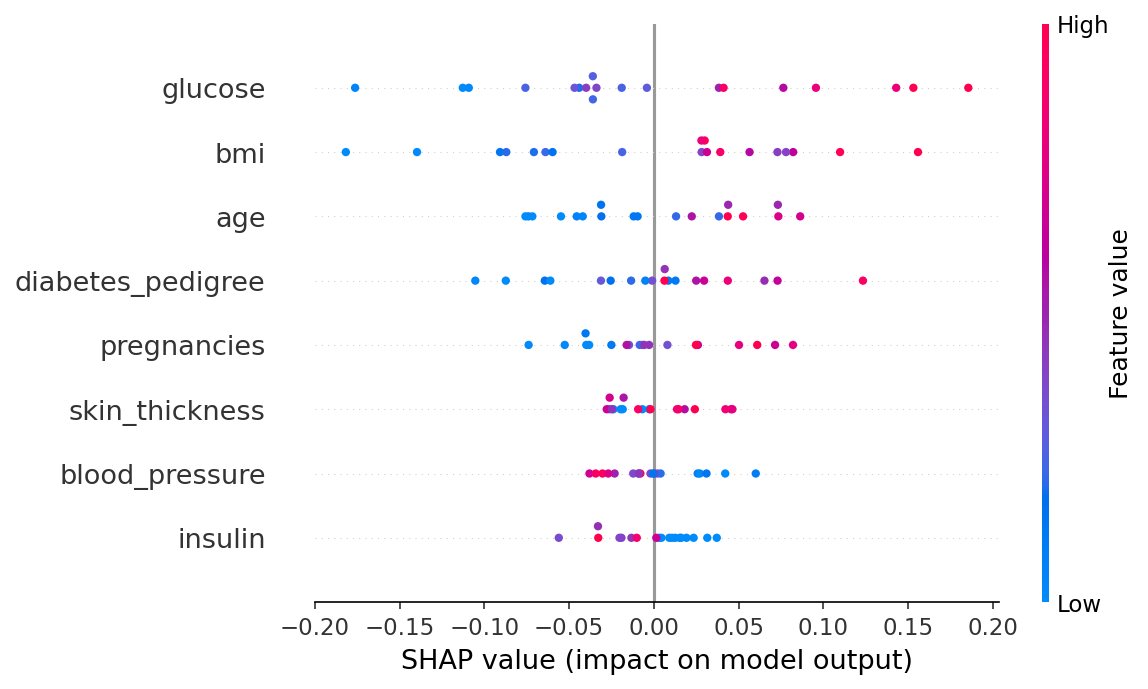 High
glucose
bmi
age
diabetes_pedigree
pregnancies
skin_thickness
blood_pressure
insulin
Feature value
Low
−0.20 −0.15 −0.10 −0.05 0.00 0.05 0.10 0.15 0.20
SHAP value (impact on model output)